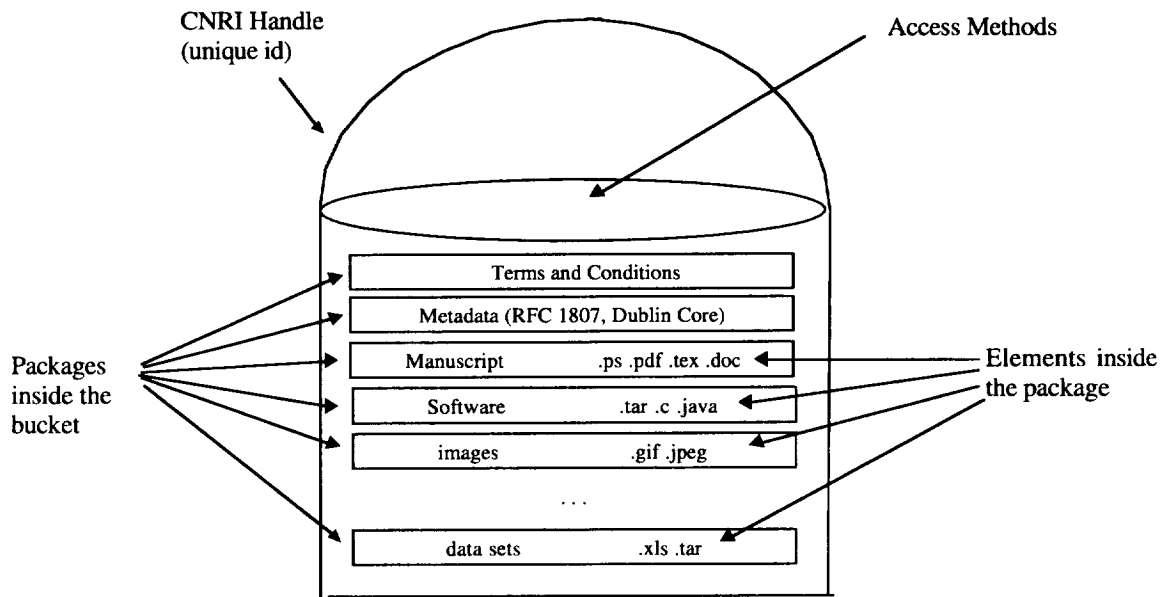 CNRI Handle
(unique id)
Access Methods
Terms and Conditions
Metadata (RFC 1807, Dublin Core)
Manuscript .ps .pdf .tex .doc
Software .tar .c .java
images .gif .jpeg
. . .
data sets .xls .tar
Packages
inside the
bucket
Elements inside
the package